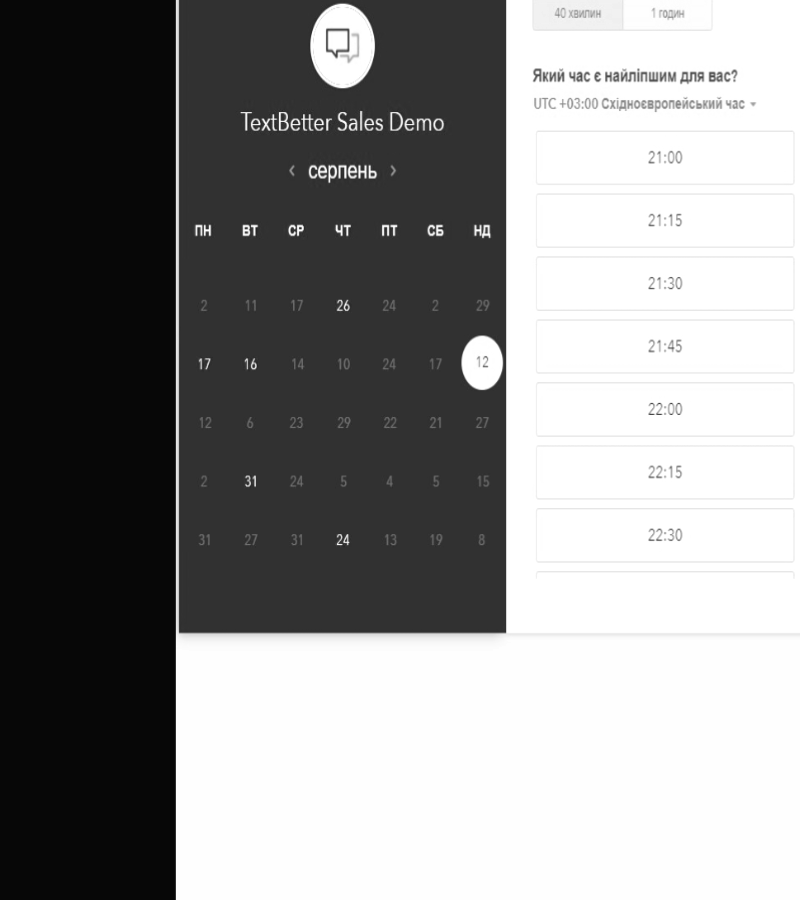 TextBetter Sales Demo
‹ серпень ›
ПН ВТ СР ЧТ ПТ СБ НД
2 11 17 26 24 2 29
17 16 14 10 24 17 12
12 6 23 29 22 21 27
2 31 24 5 4 5 15
31 27 31 24 13 19 8
40 хвилин 1 годин
Який час є найліпшим для вас?
UTC +03:00 Східноєвропейський час
21:00
21:15
21:30
21:45
22:00
22:15
22:30